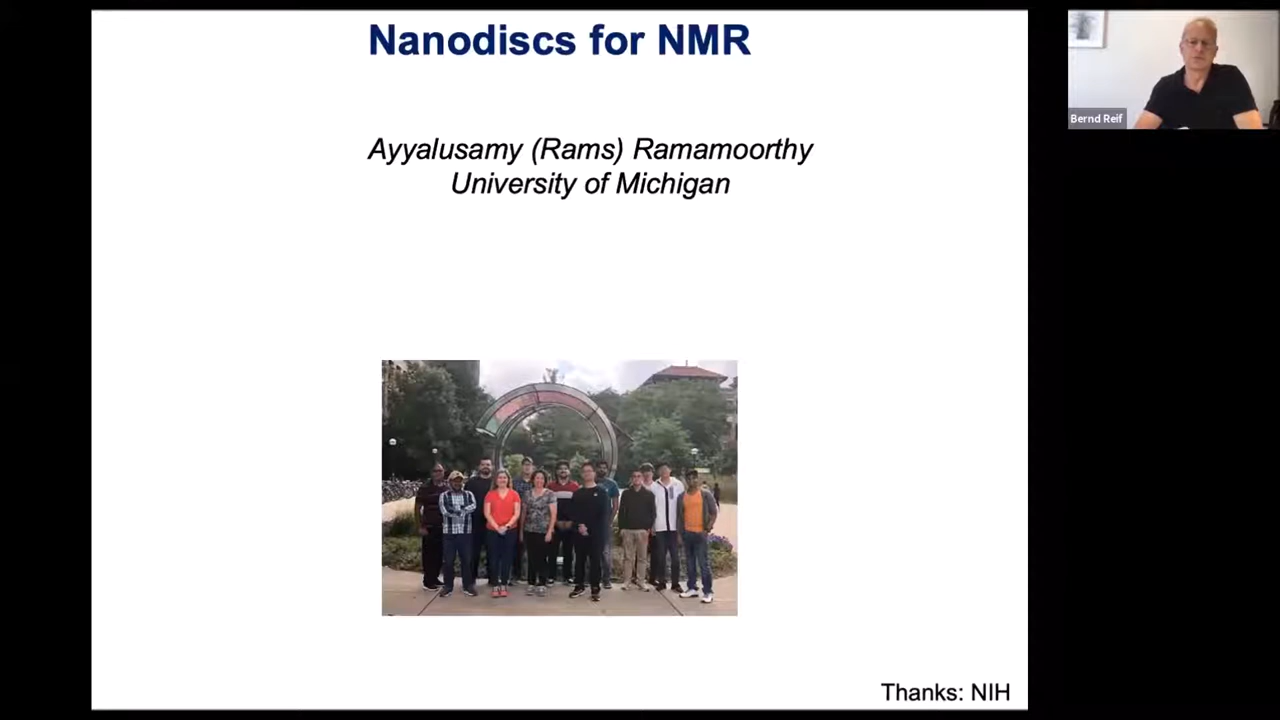 Nanodiscs for NMR
Ayyalusamy (Rams) Ramamoorthy
University of Michigan
Thanks: NIH
Bernd Reif